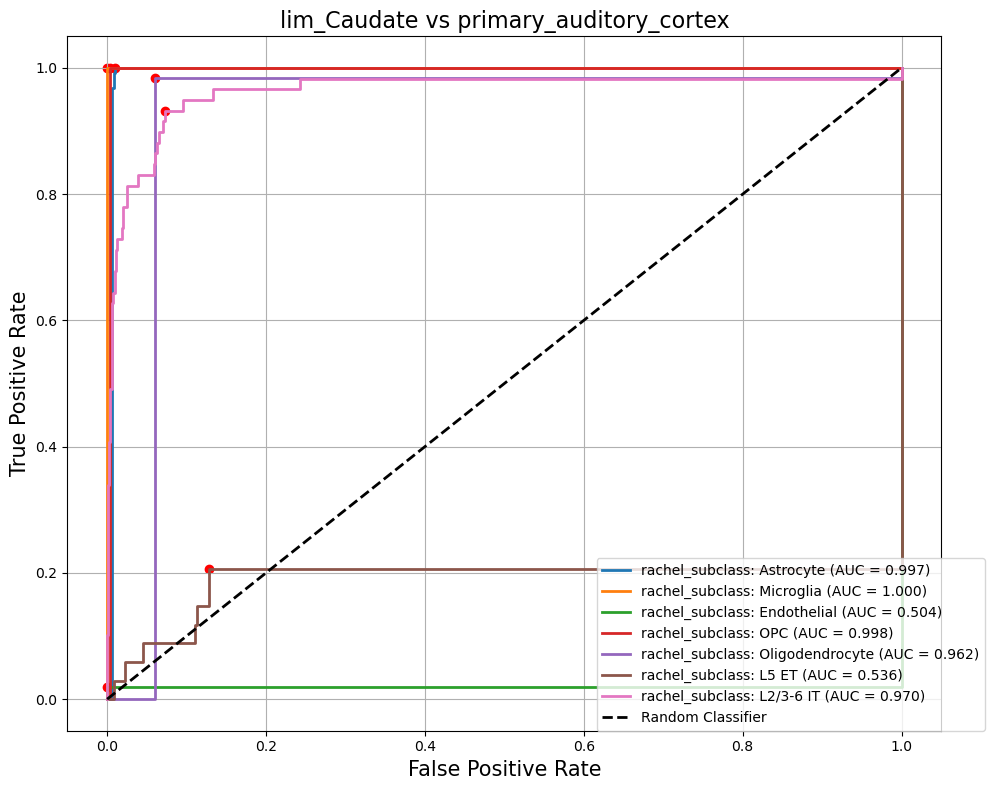 lim_Caudate vs primary_auditory_cortex
True Positive Rate
1.0
0.8
0.6
0.4
0.2
0.0
rachel_subclass: Astrocyte (AUC = 0.997)
rachel_subclass: Microglia (AUC = 1.000)
rachel_subclass: Endothelial (AUC = 0.504)
rachel_subclass: OPC (AUC = 0.998)
rachel_subclass: Oligodendrocyte (AUC = 0.962)
rachel_subclass: L5 ET (AUC = 0.536)
rachel_subclass: L2/3-6 IT (AUC = 0.970)
Random Classifier
0.0 0.2 0.4 0.6 0.8 1.0
False Positive Rate